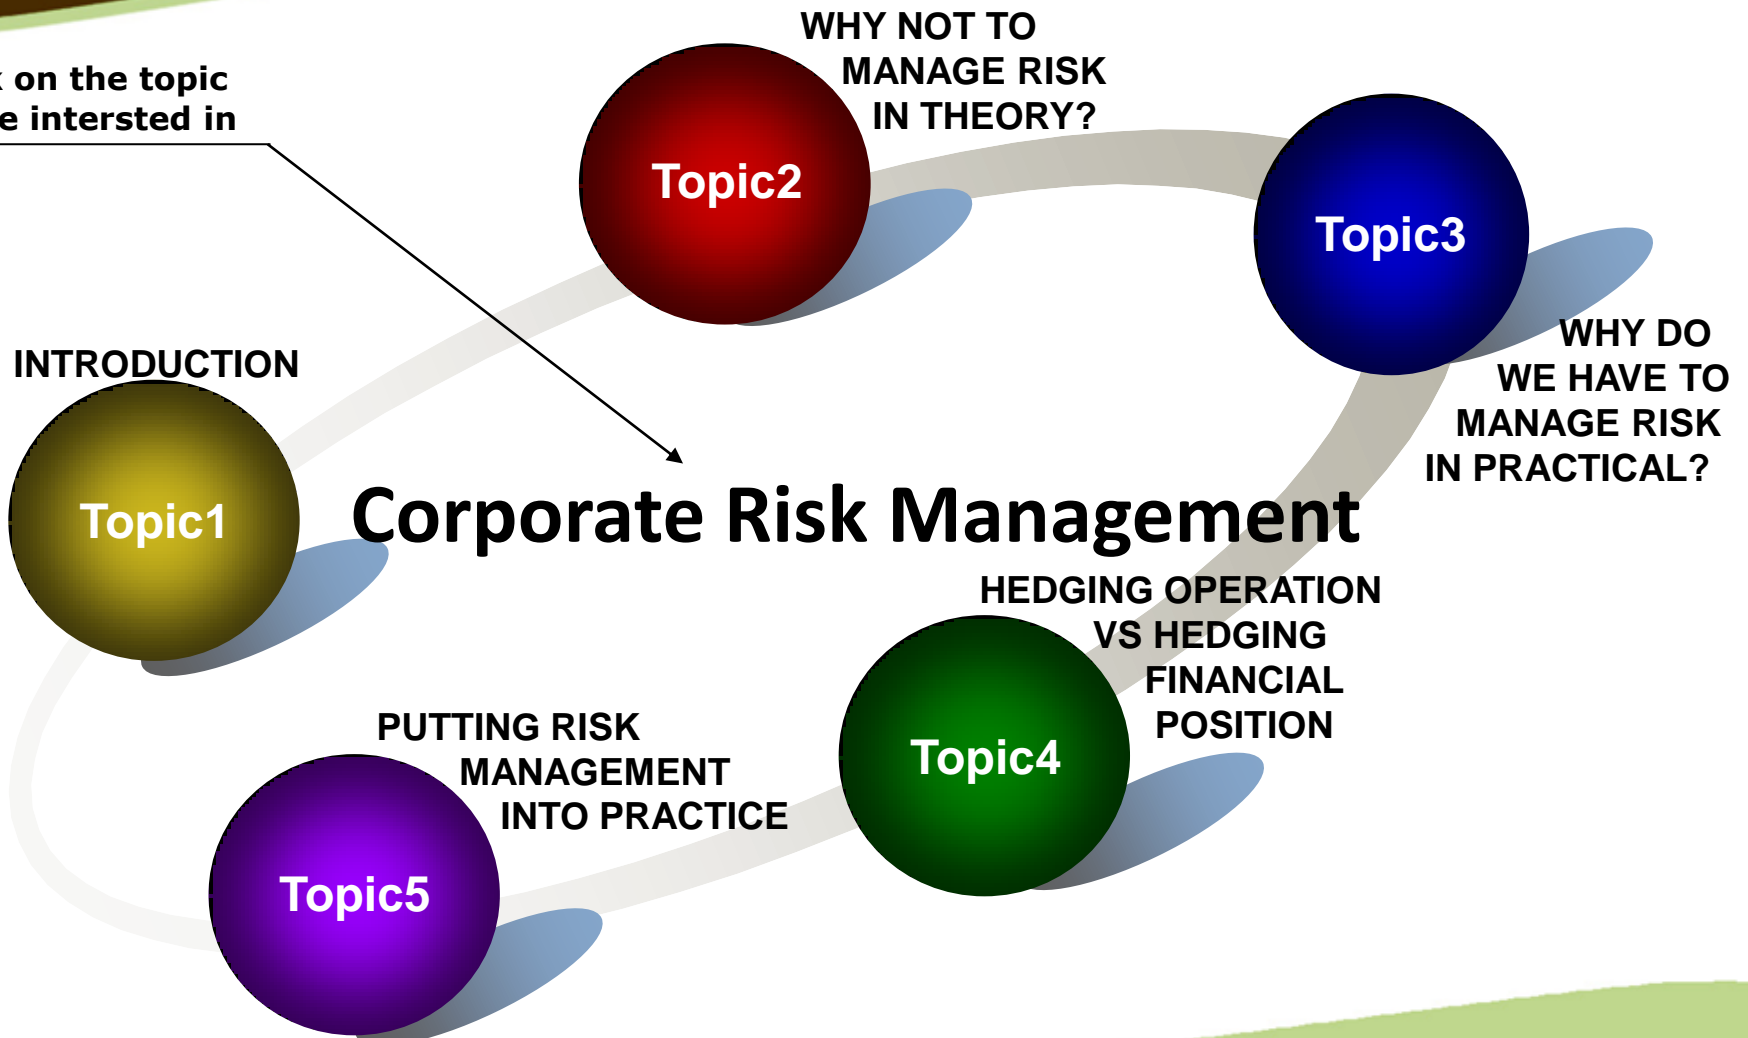 on the topic
e intersted in
WHY NOT TO
MANAGE RISK
IN THEORY?
Topic2
Topic3
WHY DO
WE HAVE TO
MANAGE RISK
IN PRACTICAL?
INTRODUCTION
Topic1
Corporate Risk Management
HEDGING OPERATION
VS HEDGING
FINANCIAL
POSITION
Topic4
PUTTING RISK
MANAGEMENT
INTO PRACTICE
Topic5